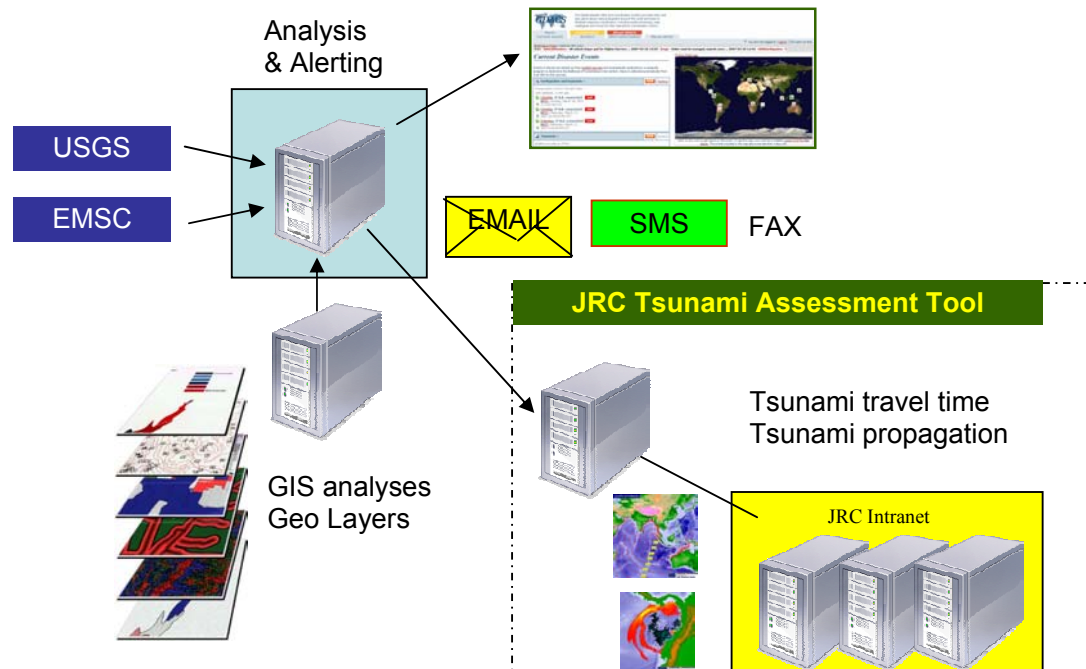 Analysis
& Alerting
USGS
EMSC
Current Disaster Events
EMAIL
SMS
FAX
JRC Tsunami Assessment Tool
Tsunami travel time
Tsunami propagation
GIS analyses
Geo Layers
JRC Intranet